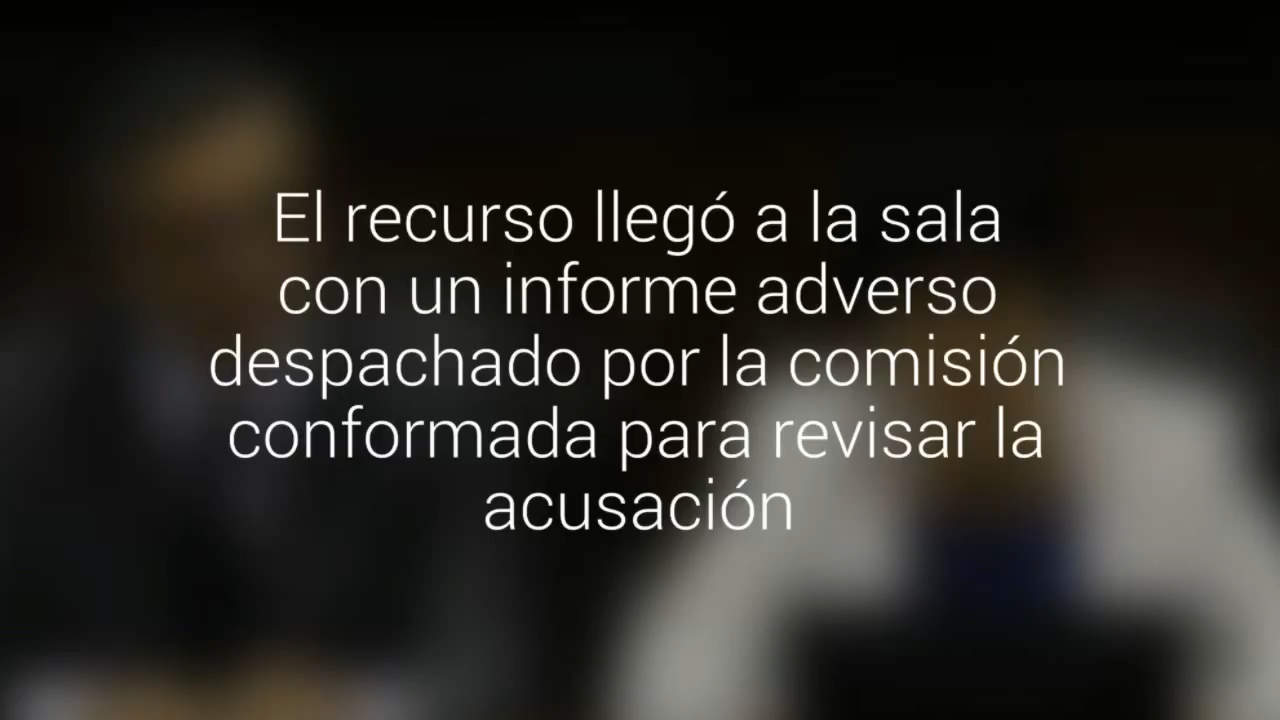 El recurso llegó a la sala
con un informe adverso
despachado por la comisión
conformada para revisar la
acusación